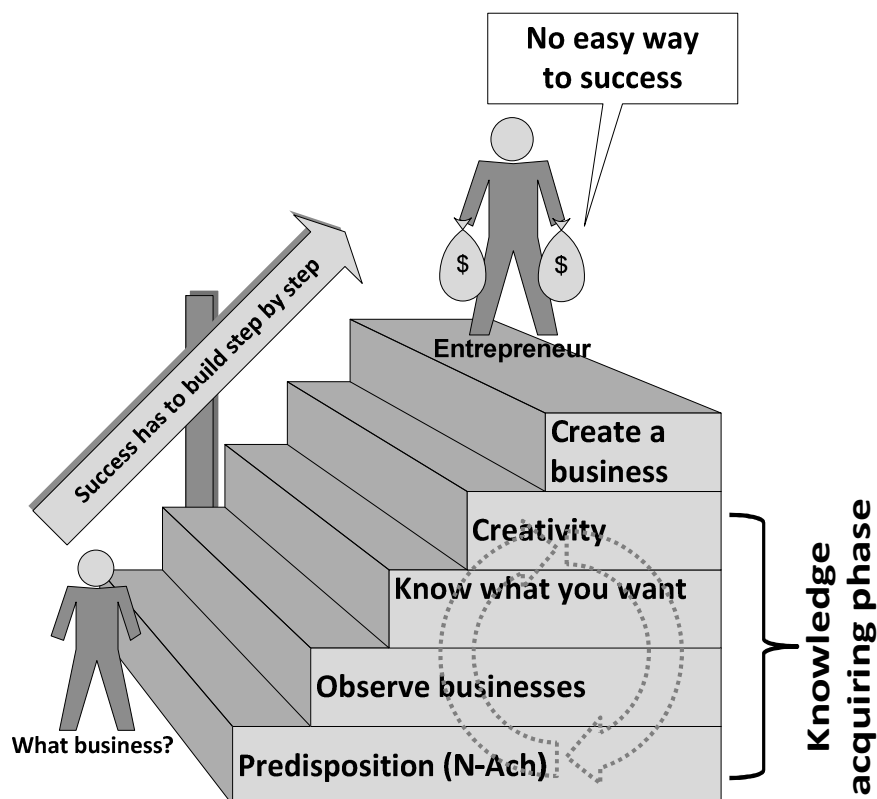 No easy way
to success
Success has to build step by step
$ $
Entrepreneur
Create a
business
Creativity
Know what you want
Observe businesses
Predisposition (N-Ach)
What business?
Knowledge
acquiring phase